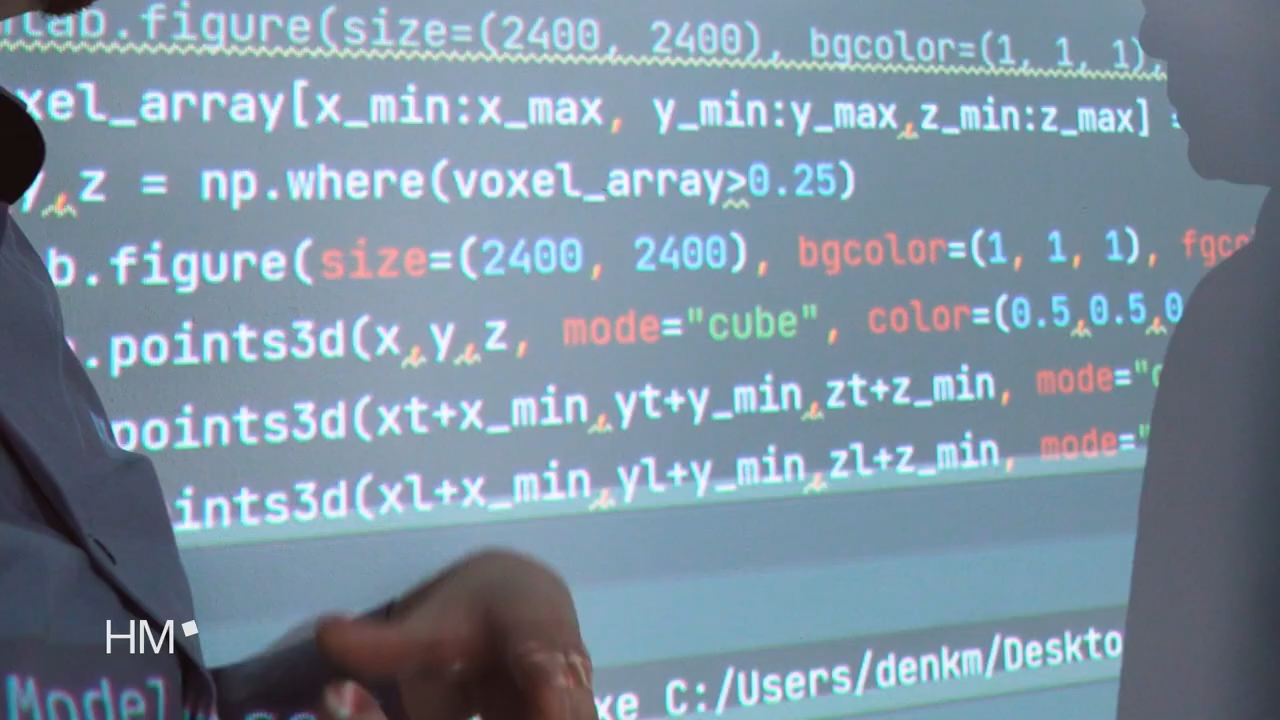 lab.figure(size=(2400, 2400), bgcolor=(1, 1, 1),
xel_array[x_min:x_max, y_min:y_max,z_min:z_max] =
y,z = np.where(voxel_array>0.25)
b.figure(size=(2400, 2400), bgcolor=(1, 1, 1), fgco
.points3d(x,y,z, mode="cube", color=(0.5,0.5,0
points3d(xt+x_min,yt+y_min,zt+z_min, mode="c
ints3d(xl+x_min,yl+y_min,zl+z_min, mode="
HM
xe C:/Users/denkm/Deskto
Model